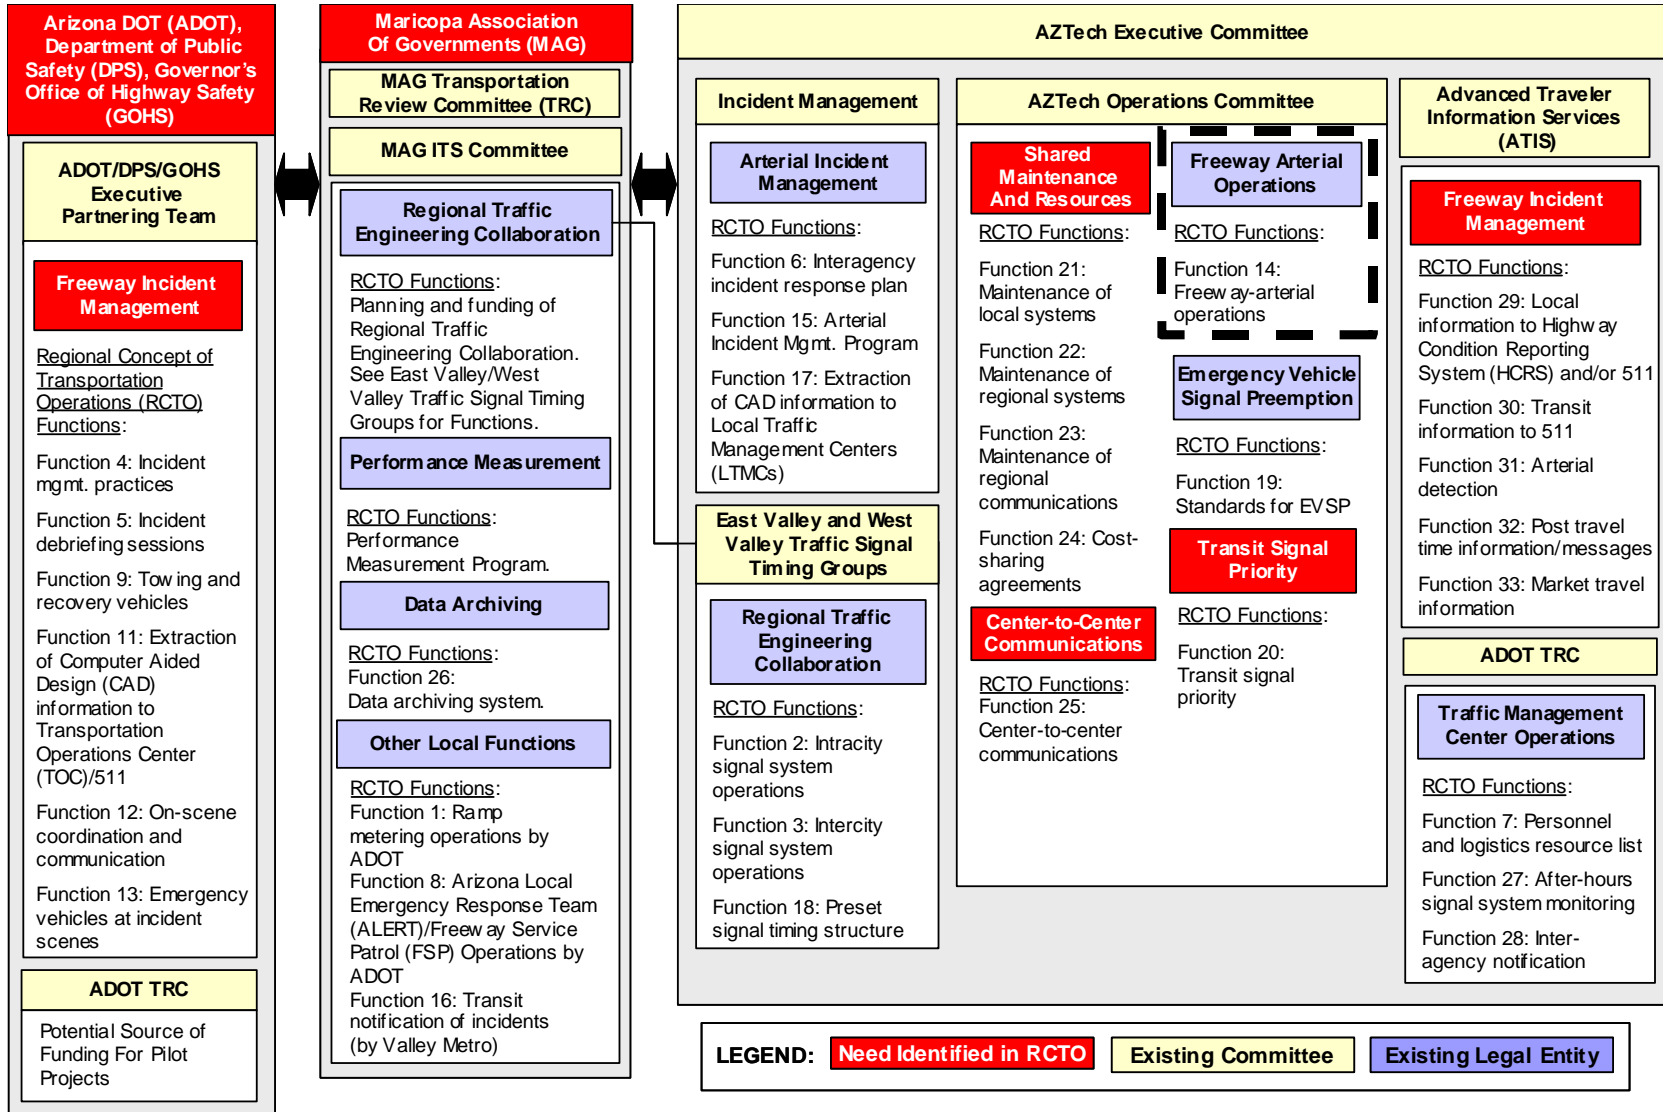 Arizona DOT (ADOT),
Department of Public
Safety (DPS), Governor's
Office of Highway Safety
(GOHS)
ADOT/DPS/GOHS
Executive
Partnering Team
Freeway Incident
Management
Regional Concept of
Transportation
Operations (RCTO)
Functions:
Function 4: Incident
mgmt. practices
Function 5: Incident
debriefing sessions
Function 9: Towing and
recovery vehicles
Function 11: Extraction
of Computer Aided
Design (CAD)
information to
Transportation
Operations Center
(TOC)/511
Function 12: On-scene
coordination and
communication
Function 13: Emergency
vehicles at incident
scenes
ADOT TRC
Potential Source of
Funding For Pilot
Projects
Maricopa Association
Of Governments (MAG)
MAG Transportation
Review Committee (TRC)
MAG ITS Committee
Regional Traffic
Engineering Collaboration
RCTO Functions:
Planning and funding of
Regional Traffic
Engineering Collaboration.
See East Valley/West
Valley Traffic Signal Timing
Groups for Functions.
Performance Measurement
RCTO Functions:
Performance
Measurement Program.
Data Archiving
RCTO Functions:
Function 26:
Data archiving system.
Other Local Functions
RCTO Functions:
Function 1: Ramp
metering operations by
ADOT
Function 8: Arizona Local
Emergency Response Team
(ALERT)/Freeway Service
Patrol (FSP) Operations by
ADOT
Function 16: Transit
notification of incidents
(by Valley Metro)
AZTech Executive Committee
Incident Management
Arterial Incident
Management
RCTO Functions:
Function 6: Interagency
incident response plan
Function 15: Arterial
Incident Mgmt. Program
Function 17: Extraction
of CAD information to
Local Traffic
Management Centers
(LTMCs)
East Valley and West
Valley Traffic Signal
Timing Groups
Regional Traffic
Engineering
Collaboration
RCTO Functions:
Function 2: Intracity
signal system
operations
Function 3: Intercity
signal system
operations
Function 18: Preset
signal timing structure
AZTech Operations Committee
Shared
Maintenance
And Resources
RCTO Functions:
Function 21:
Maintenance of
local systems
Function 22:
Maintenance of
regional systems
Function 23:
Maintenance of
regional
communications
Function 24: Cost-
sharing
agreements
Center-to-Center
Communications
RCTO Functions:
Function 25:
Center-to-center
communications
Freeway Arterial
Operations
RCTO Functions:
Function 14:
Freeway-arterial
operations
Emergency Vehicle
Signal Preemption
RCTO Functions:
Function 19:
Standards for EVSP
Transit Signal
Priority
RCTO Functions:
Function 20:
Transit signal
priority
Advanced Traveler
Information Services
(ATIS)
Freeway Incident
Management
RCTO Functions:
Function 29: Local
information to Highway
Condition Reporting
System (HCRS) and/or 511
Function 30: Transit
information to 511
Function 31: Arterial
detection
Function 32: Post travel
time information/messages
Function 33: Market travel
information
ADOT TRC
Traffic Management
Center Operations
RCTO Functions:
Function 7: Personnel
and logistics resource list
Function 27: After-hours
signal system monitoring
Function 28: Inter-
agency notification
LEGEND:
Need Identified in RCTO
Existing Committee
Existing Legal Entity